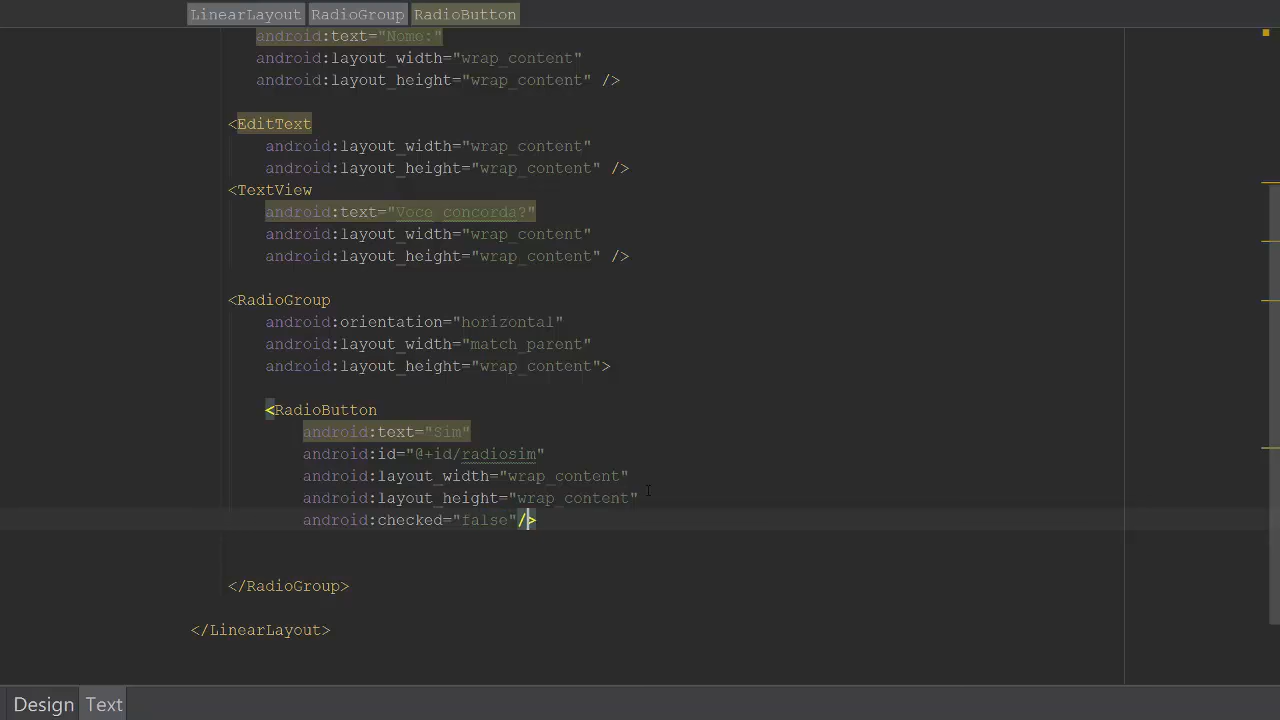 LinearLayout RadioGroup RadioButton
android:text="Nome:"
android:layout_width="wrap_content"
android:layout_height="wrap_content" />
<EditText
android:layout_width="wrap_content"
android:layout_height="wrap_content" />
<TextView
android:text="Voce concorda?"
android:layout_width="wrap_content"
android:layout_height="wrap_content" />
<RadioGroup
android:orientation="horizontal"
android:layout_width="match_parent"
android:layout_height="wrap_content">
<RadioButton
android:text="Sim"
android:id="@+id/radiosim"
android:layout_width="wrap_content"
android:layout_height="wrap_content"
android:checked="false"/>
</RadioGroup>
</LinearLayout>
Design Text